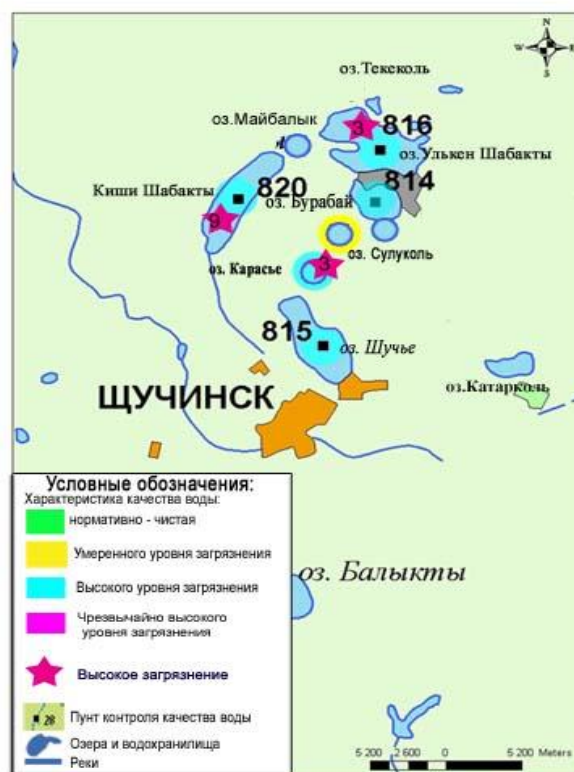 N
W E
S
оз.Текеколь
оз.Майбалык
3 816
оз.Улькен Шабакты
Киши Шабакты
820
814
оз. Бурабай
9
оз. Сулуколь
оз. Карасье
3
815
оз. Щучье
ЩУЧИНСК
оз.Катарколь
Условные обозначения:
Характеристика качества воды:
нормативно - чистая
Умеренного уровня загрязнения
Высокого уровня загрязнения
Чрезвычайно высокого
уровня загрязнения
Высокое загрязнение
28 Пунт контроля качества воды
Озера и водохранилища
Реки
оз. Балыкты
5 200 2 600 0 5 200 Meters